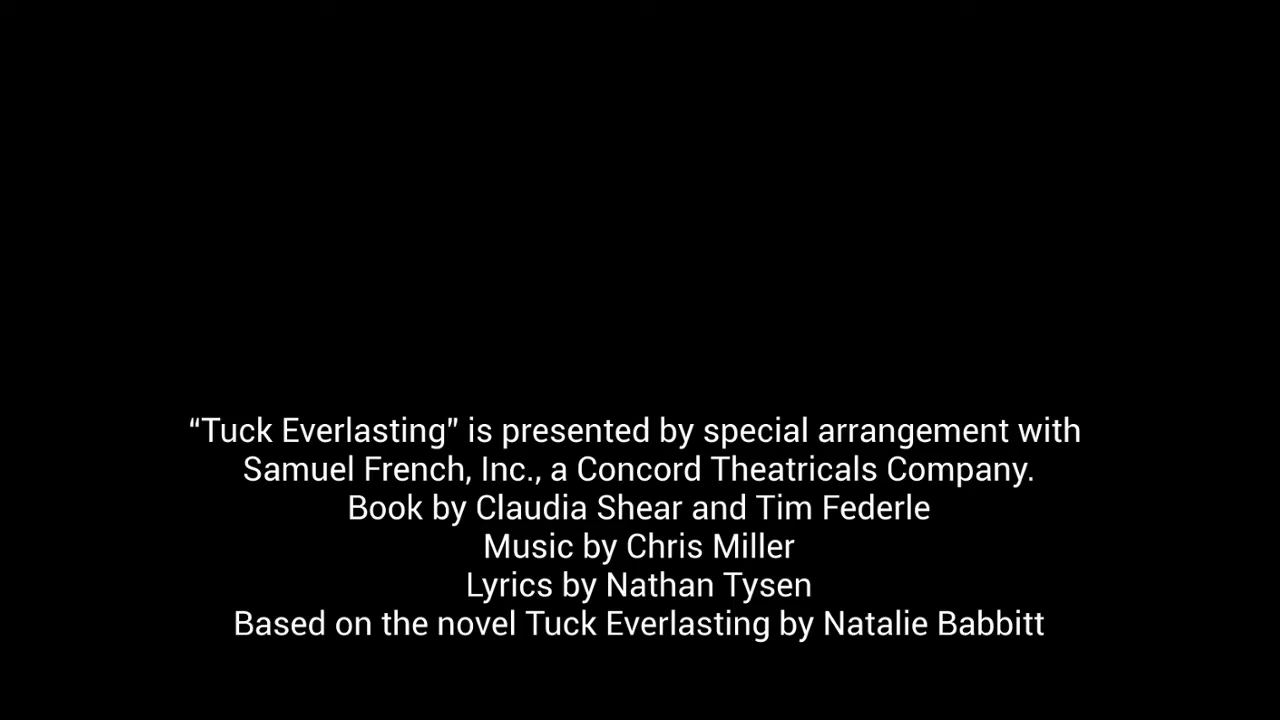 “Tuck Everlasting” is presented by special arrangement with
Samuel French, Inc., a Concord Theatricals Company.
Book by Claudia Shear and Tim Federle
Music by Chris Miller
Lyrics by Nathan Tysen
Based on the novel Tuck Everlasting by Natalie Babbitt